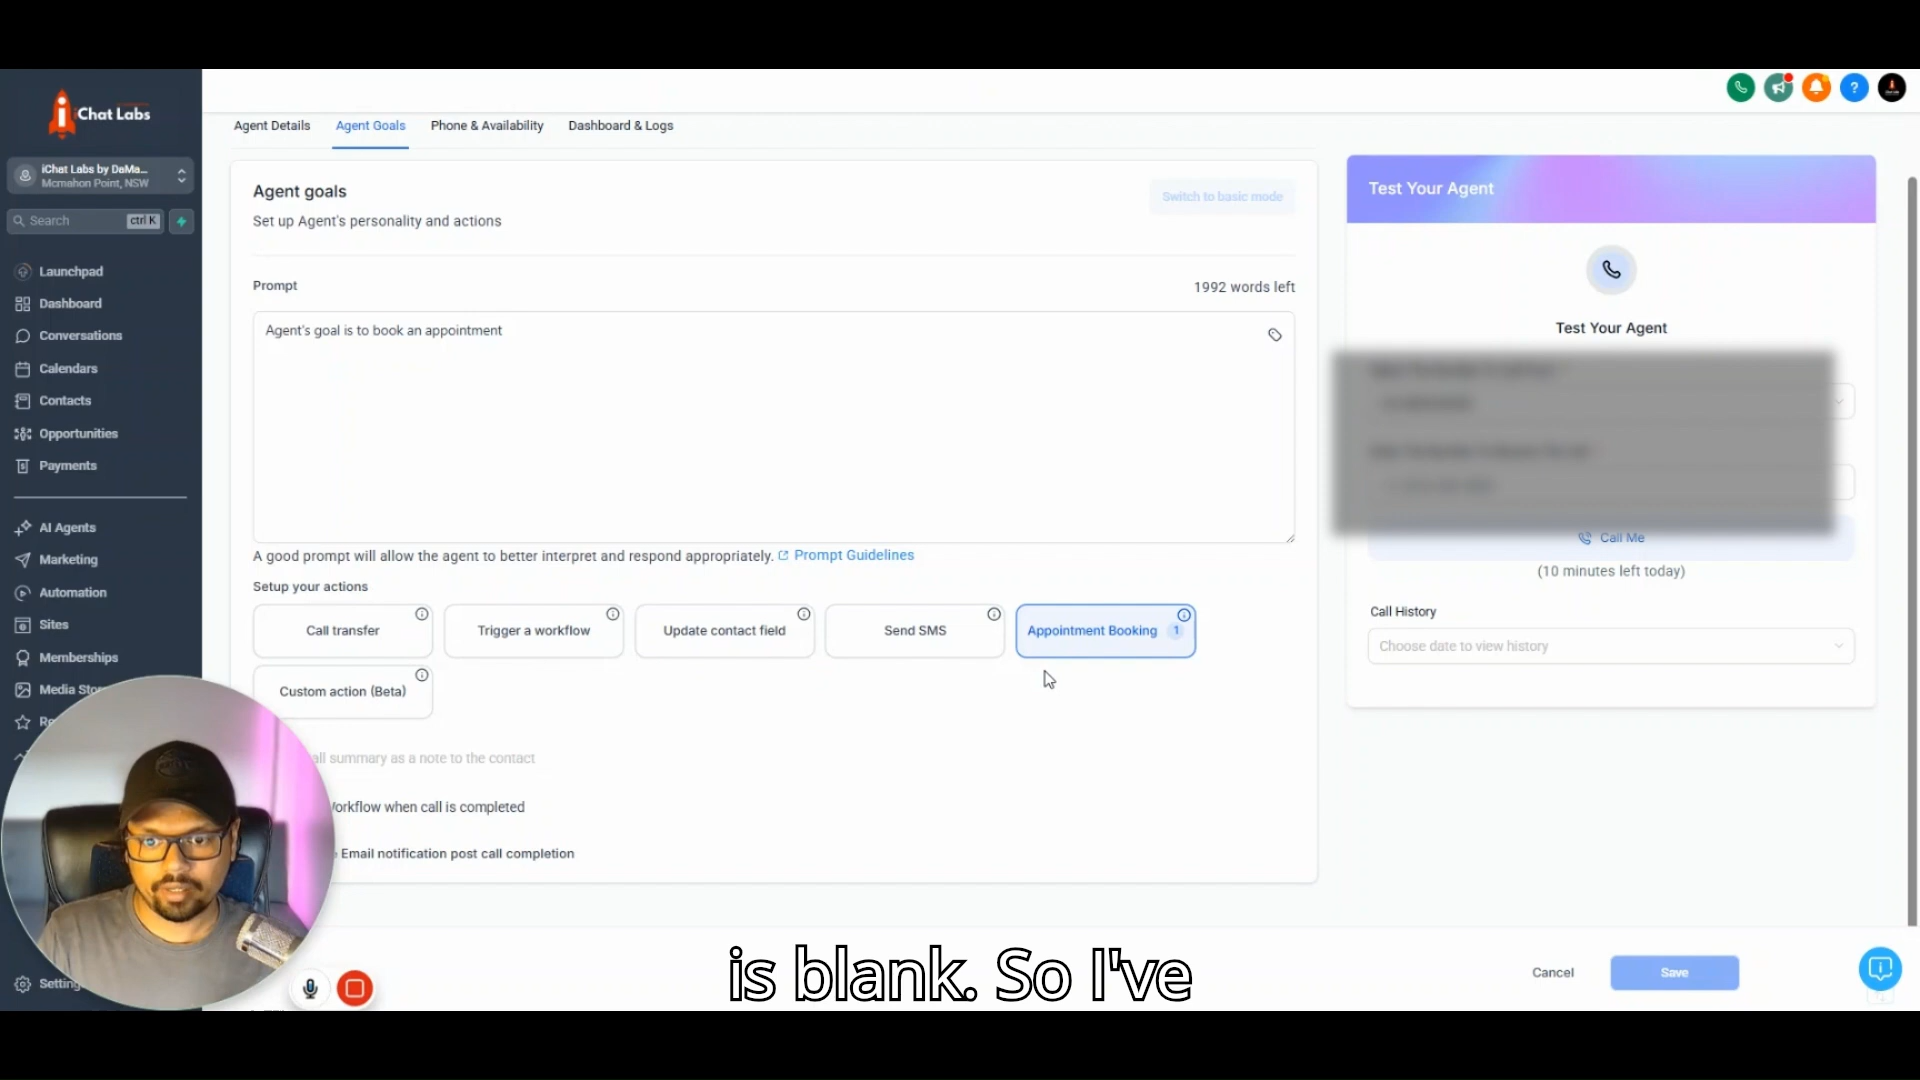 iChat Labs
iChat Labs by DaMa...
Mcmahon Point, NSW
Search
ctrl K
Launchpad
Dashboard
Conversations
Calendars
Contacts
Opportunities
Payments
AI Agents
Marketing
Automation
Sites
Memberships
Media Sto
Re
Setting
Agent Details
Agent Goals
Phone & Availability
Dashboard & Logs
Agent goals
Switch to basic mode
Set up Agent's personality and actions
Prompt
1992 words left
Agent's goal is to book an appointment
A good prompt will allow the agent to better interpret and respond appropriately. Prompt Guidelines
Setup your actions
Call transfer
Trigger a workflow
Update contact field
Send SMS
Appointment Booking 1
Custom action (Beta)
all summary as a note to the contact
Workflow when call is completed
Email notification post call completion
Test Your Agent
Test Your Agent
Call Me
(10 minutes left today)
Call History
Choose date to view history
Cancel
Save
is blank. So I've